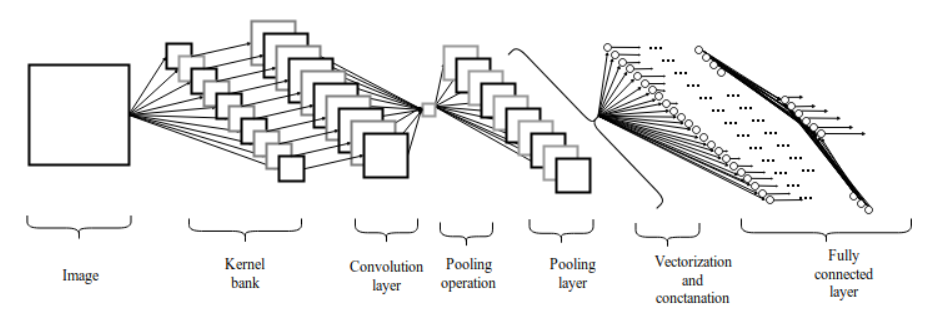 Image
Kernel
bank
Convolution
layer
Pooling
operation
Pooling
layer
Vectorization
and
conctanation
Fully
connected
layer